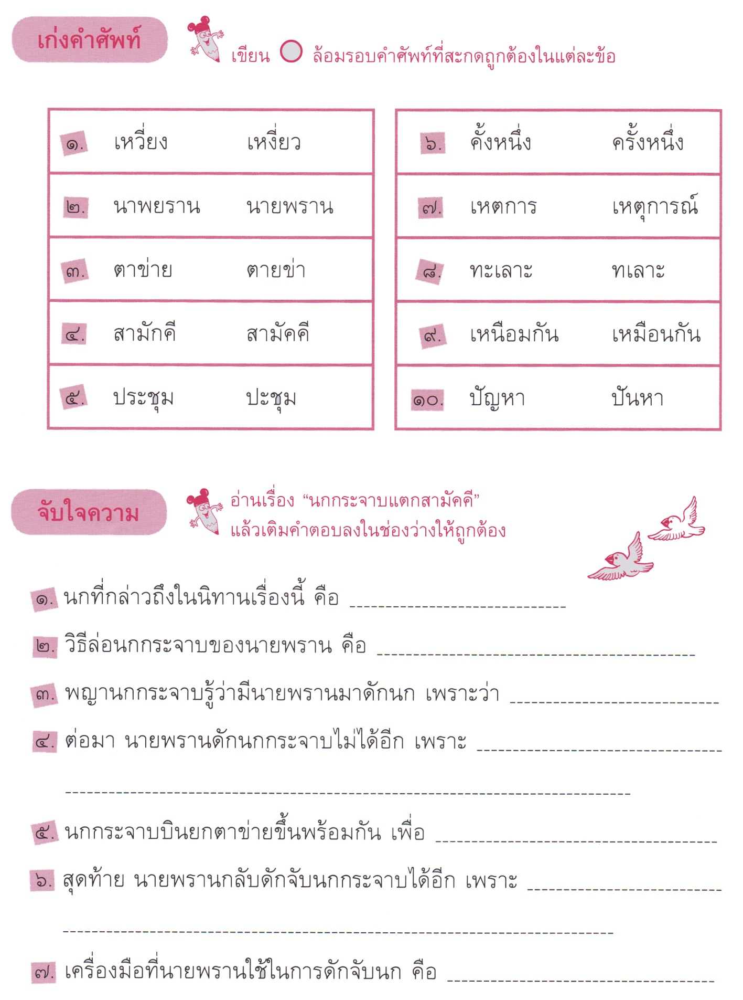 เก่งคำศัพท์
เขียน ล้อมรอบคำศัพท์ที่สะกดถูกต้องในแต่ละข้อ
๑. เหวี่ยง เหงี่ยว
๒. นาพยราน นายพราน
๓. ตาข่าย ตายข่า
๔. สามักคี สามัคคี
๕. ประชุม ปะชุม
๖. คั้งหนึ่ง ครั้งหนึ่ง
๗. เหตการ เหตุการณ์
๘. ทะเลาะ ทเลาะ
๙. เหนือมกัน เหมือนกัน
๑๐. ปัญหา ปันหา
จับใจความ
อ่านเรื่อง “นกกระจาบแตกสามัคคี”
แล้วเติมคำตอบลงในช่องว่างให้ถูกต้อง
๑. นกที่กล่าวถึงในนิทานเรื่องนี้ คือ
๒. วิธีล่อนกกระจาบของนายพราน คือ
๓. พญานกกระจาบรู้ว่ามีนายพรานมาดักนก เพราะว่า
๔. ต่อมา นายพรานดักนกกระจาบไม่ได้อีก เพราะ
๕. นกกระจาบบินยกตาข่ายขึ้นพร้อมกัน เพื่อ
๖. สุดท้าย นายพรานกลับดักจับนกกระจาบได้อีก เพราะ
๗. เครื่องมือที่นายพรานใช้ในการดักจับนก คือ